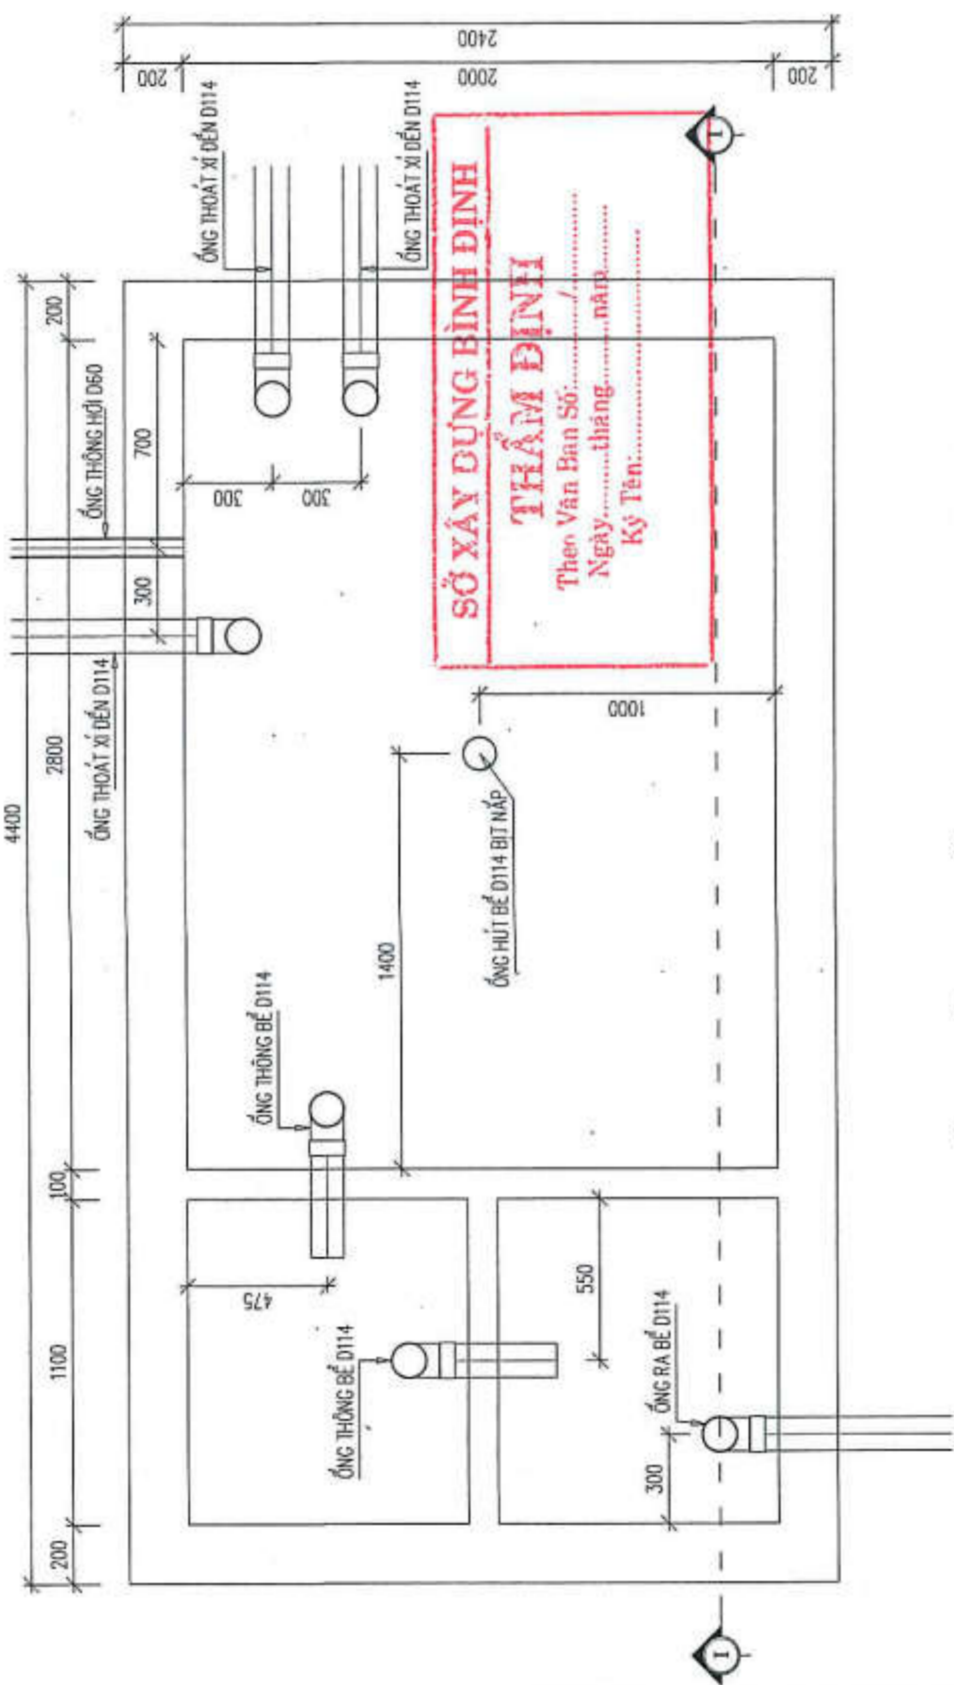 4400
200
1100
100
2800
200
300
700
ỐNG THOÁT XÍ ĐẾN D114
ỐNG THÔNG HƠI D60
200
2000
200
2400
ỐNG THOÁT XÍ ĐẾN D114
ỐNG THOÁT XÍ ĐẾN D114
300
300
475
ỐNG THÔNG BỂ D114
1400
ỐNG THÔNG BỂ D114
ỐNG HÚT BỂ D114 BỊT NẮP
1000
550
ỐNG RA BỂ D114
300
I
I
SỞ XÂY DỰNG BÌNH ĐỊNH
THẨM ĐỊNH
Theo Văn Bản Số:............/............
Ngày.........tháng.........năm.........
Ký Tên:........................